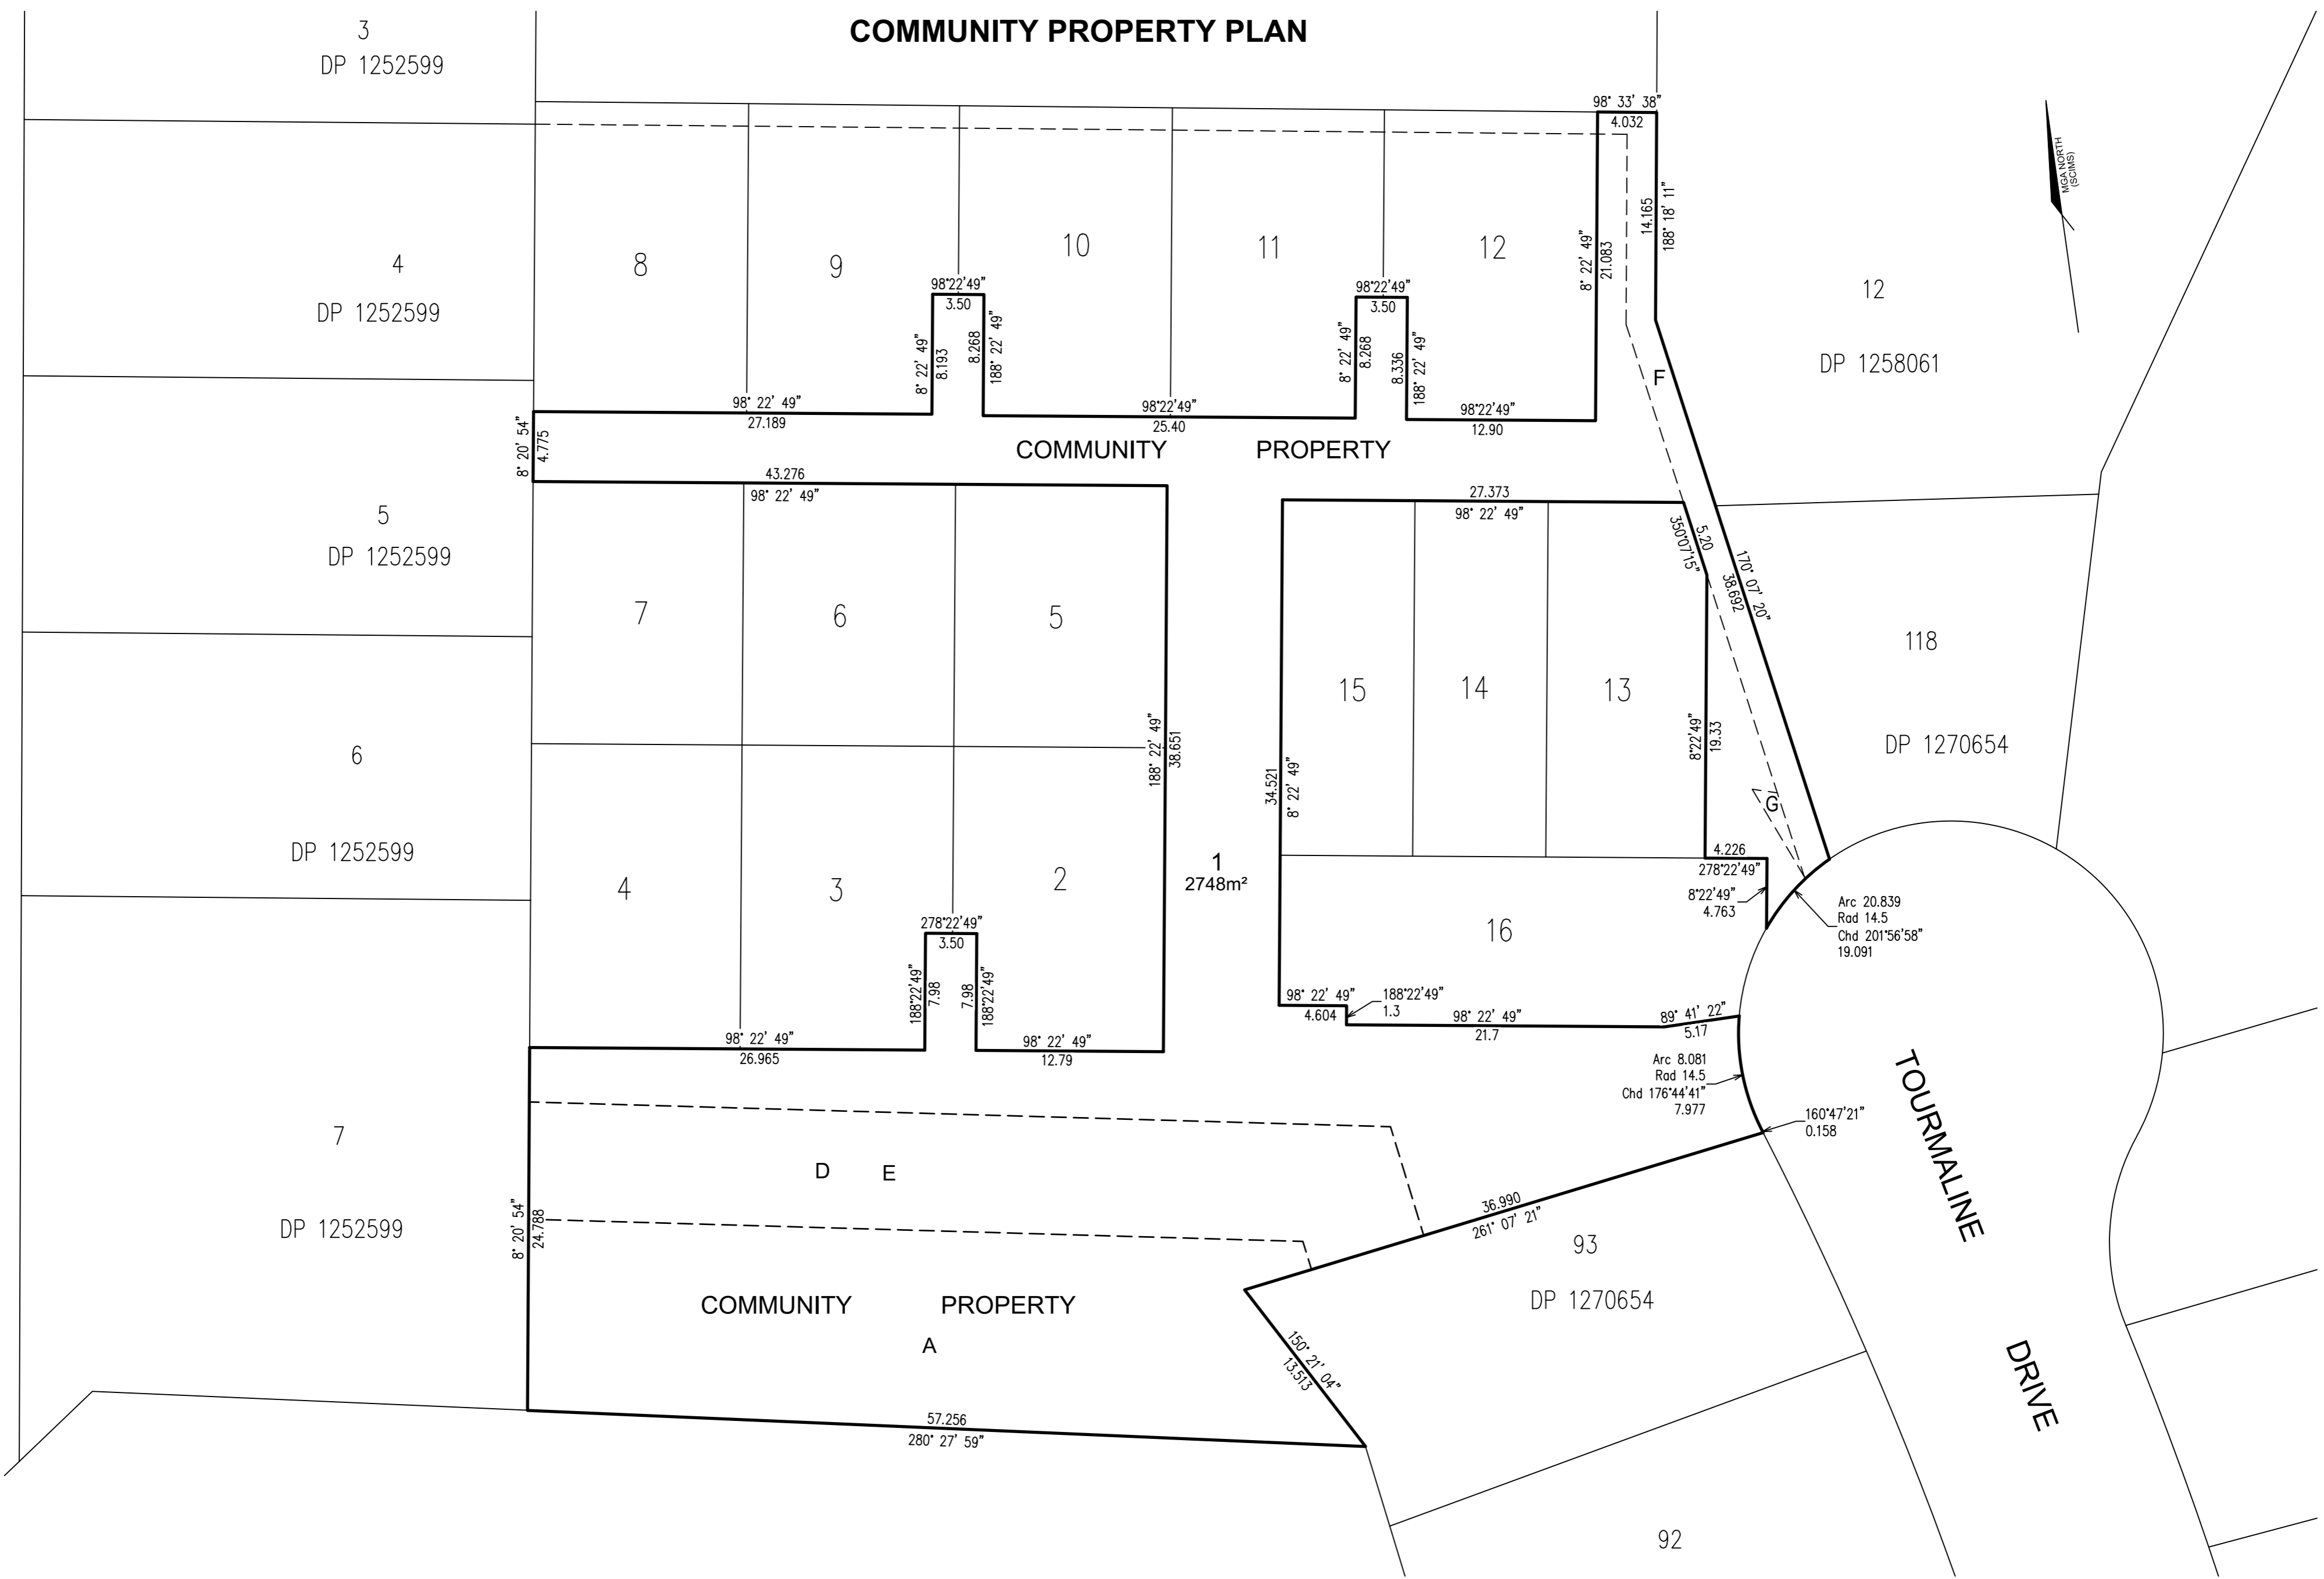 COMMUNITY PROPERTY PLAN
3
DP 1252599
98° 33' 38"
4.032
MGA NORTH
(SCIMS)
14.165
188° 18' 11"
8° 22' 49"
21.083
4
DP 1252599
8
9
10
11
12
12
DP 1258061
98°22'49"
3.50
98°22'49"
3.50
8° 22' 49"
8.193
8.268
188° 22' 49"
8° 22' 49"
8.268
8.336
188° 22' 49"
F
98° 22' 49"
27.189
98°22'49"
25.40
98°22'49"
12.90
8° 20' 54"
4.775
COMMUNITY PROPERTY
43.276
98° 22' 49"
27.373
98° 22' 49"
5
DP 1252599
350°07'15"
5.20
170° 07' 20"
38.692
7
6
5
15
14
13
118
DP 1270654
188° 22' 49"
38.651
34.521
8° 22' 49"
8°22'49"
19.33
6
DP 1252599
G
4
3
2
1
2748m²
4.226
278°22'49"
8°22'49"
4.763
Arc 20.839
Rad 14.5
Chd 201°56'58"
19.091
16
278°22'49"
3.50
188°22'49"
7.98
7.98
188°22'49"
98° 22' 49"
4.604
188°22'49"
1.3
98° 22' 49"
21.7
89° 41' 22"
5.17
98° 22' 49"
26.965
98° 22' 49"
12.79
Arc 8.081
Rad 14.5
Chd 176°44'41"
7.977
160°47'21"
0.158
TOURMALINE
DRIVE
7
DP 1252599
D E
8° 20' 54"
24.788
36.990
261° 07' 21"
93
DP 1270654
COMMUNITY PROPERTY
A
150° 21' 04"
13.513
57.256
280° 27' 59"
92